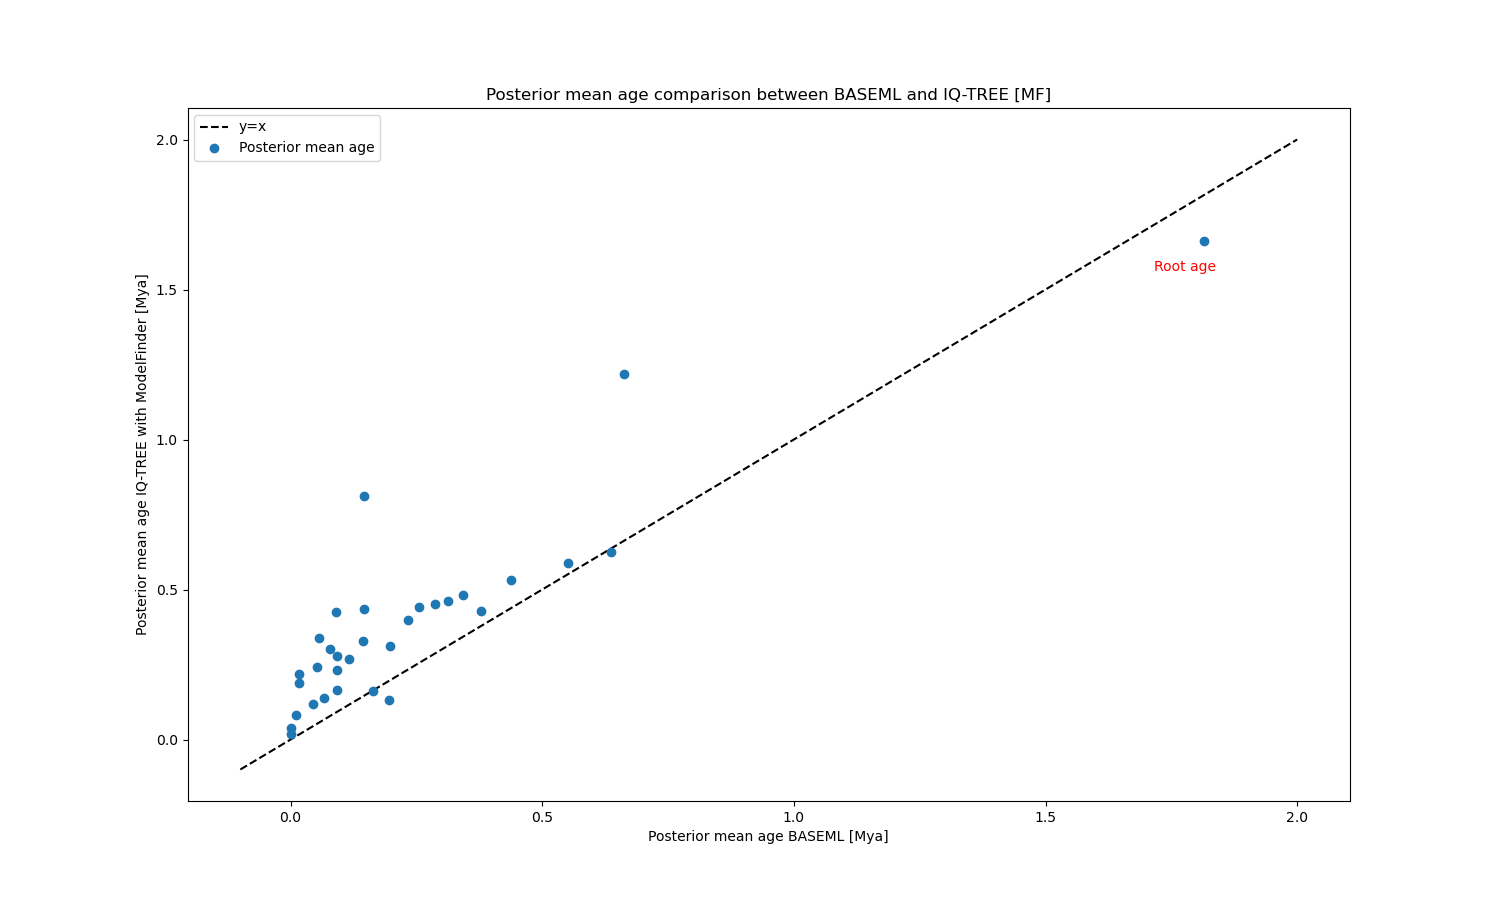 Posterior mean age comparison between BASEML and IQ-TREE [MF]
y=x
Posterior mean age
Root age
Posterior mean age IQ-TREE with ModelFinder [Mya]
2.0
1.5
1.0
0.5
0.0
0.0 0.5 1.0 1.5 2.0
Posterior mean age BASEML [Mya]